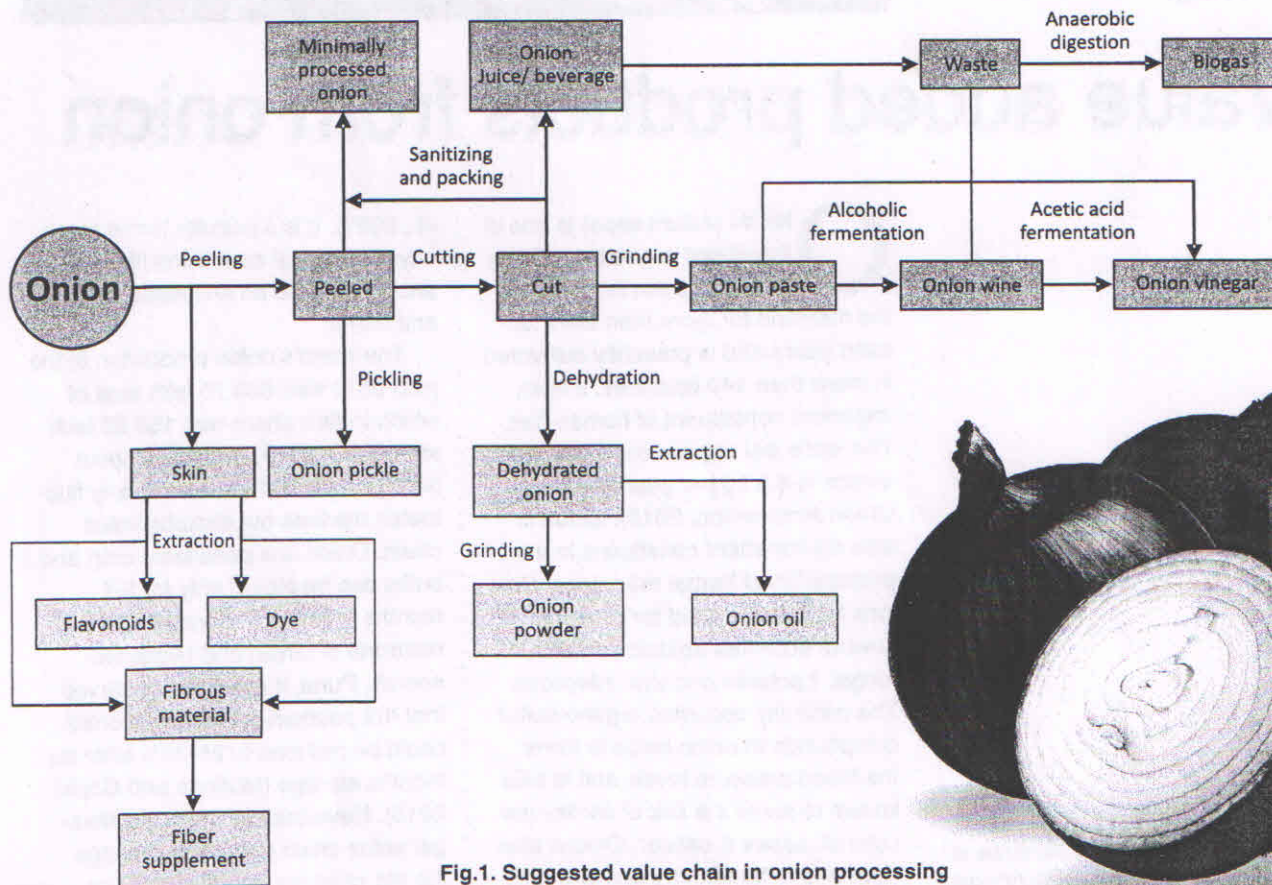 Minimally
processed
onion
Onion
Juice/ beverage
Waste
Anaerobic
digestion
Biogas
Sanitizing
and packing
Alcoholic
fermentation
Acetic acid
fermentation
Onion
Peeling
Peeled
Cutting
Cut
Grinding
Onion paste
Onion wine
Onion vinegar
Pickling
Dehydration
Skin
Onion pickle
Dehydrated
onion
Extraction
Extraction
Grinding
Flavonoids
Dye
Onion
powder
Onion oil
Fibrous
material
Fiber
supplement
Fig.1. Suggested value chain in onion processing